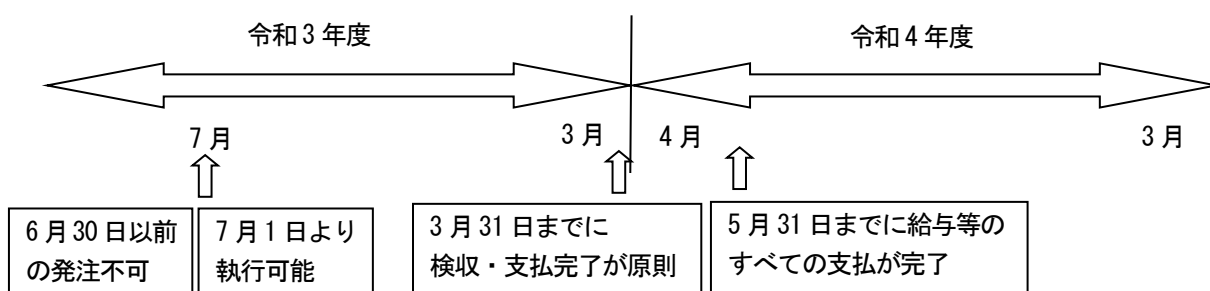 令和3年度
令和4年度
7月
3月
4月
3月
6月30日以前
の発注不可
7月1日より
執行可能
3月31日までに
検収・支払完了が原則
5月31日までに給与等の
すべての支払が完了